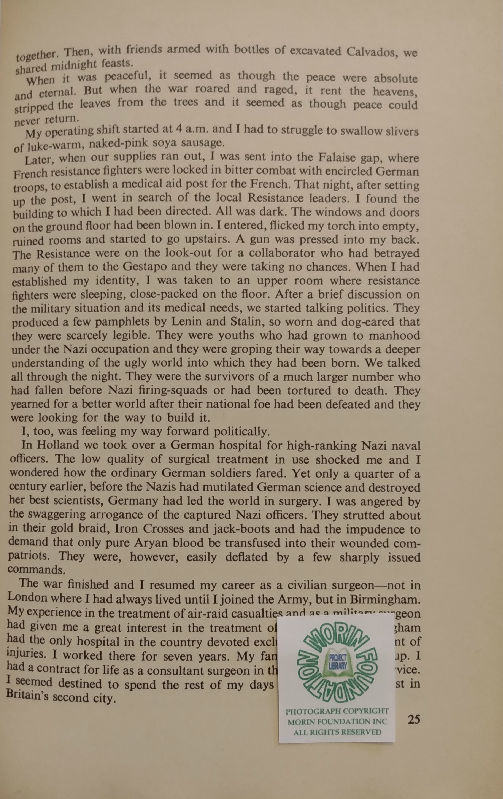 together. Then, with friends armed with bottles of excavated Calvados, we
shared midnight feasts.
When it was peaceful, it seemed as though the peace were absolute
and eternal. But when the war roared and raged, it rent the heavens,
stripped the leaves from the trees and it seemed as though peace could
never return.
My operating shift started at 4 a.m. and I had to struggle to swallow slivers
of luke-warm, naked-pink soya sausage.
Later, when our supplies ran out, I was sent into the Falaise gap, where
French resistance fighters were locked in bitter combat with encircled German
troops, to establish a medical aid post for the French. That night, after setting
up the post, I went in search of the local Resistance leaders. I found the
building to which I had been directed. All was dark. The windows and doors
on the ground floor had been blown in. I entered, flicked my torch into empty,
ruined rooms and started to go upstairs. A gun was pressed into my back.
The Resistance were on the look-out for a collaborator who had betrayed
many of them to the Gestapo and they were taking no chances. When I had
established my identity, I was taken to an upper room where resistance
fighters were sleeping, close-packed on the floor. After a brief discussion on
the military situation and its medical needs, we started talking politics. They
produced a few pamphlets by Lenin and Stalin, so worn and dog-eared that
they were scarcely legible. They were youths who had grown to manhood
under the Nazi occupation and they were groping their way towards a deeper
understanding of the ugly world into which they had been born. We talked
all through the night. They were the survivors of a much larger number who
had fallen before Nazi firing-squads or had been tortured to death. They
yearned for a better world after their national foe had been defeated and they
were looking for the way to build it.
I, too, was feeling my way forward politically.
In Holland we took over a German hospital for high-ranking Nazi naval
officers. The low quality of surgical treatment in use shocked me and I
wondered how the ordinary German soldiers fared. Yet only a quarter of a
century earlier, before the Nazis had mutilated German science and destroyed
her best scientists, Germany had led the world in surgery. I was angered by
the swaggering arrogance of the captured Nazi officers. They strutted about
in their gold braid, Iron Crosses and jack-boots and had the impudence to
demand that only pure Aryan blood be transfused into their wounded com-
patriots. They were, however, easily deflated by a few sharply issued
commands.
The war finished and I resumed my career as a civilian surgeon—not in
London where I had always lived until I joined the Army, but in Birmingham.
My experience in the treatment of air-raid casualties and as a military surgeon
had given me a great interest in the treatment of gham
had the only hospital in the country devoted excl nt of
injuries. I worked there for seven years. My fan up. I
had a contract for life as a consultant surgeon in th vice.
I seemed destined to spend the rest of my days st in
Britain's second city.
MORIN FOUNDATION
PROJECT
LIBRARY
PHOTOGRAPH COPYRIGHT
MORIN FOUNDATION INC
ALL RIGHTS RESERVED
25